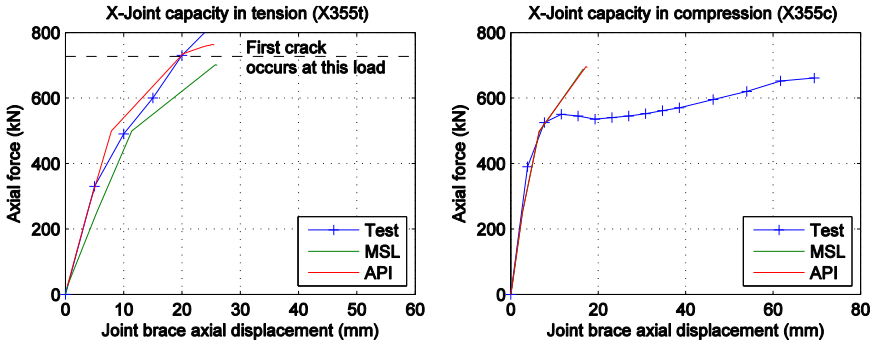 X-Joint capacity in tension (X355t)
800
600
400
200
0
Axial force (kN)
First crack
occurs at this load
Test
MSL
API
0 10 20 30 40 50 60
Joint brace axial displacement (mm)
X-Joint capacity in compression (X355c)
800
600
400
200
0
Axial force (kN)
Test
MSL
API
0 20 40 60 80
Joint brace axial displacement (mm)